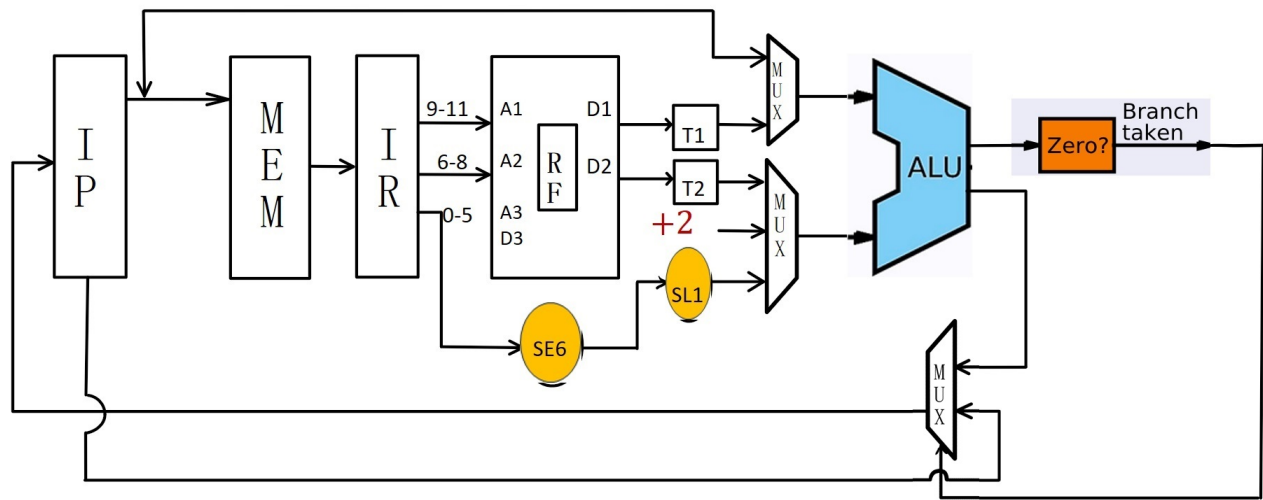 IP
MEM
IR
9-11
6-8
0-5
A1
A2
A3
D3
RF
D1
D2
T1
T2
+2
SL1
SE6
MUX
MUX
ALU
Zero?
Branch
taken
MUX